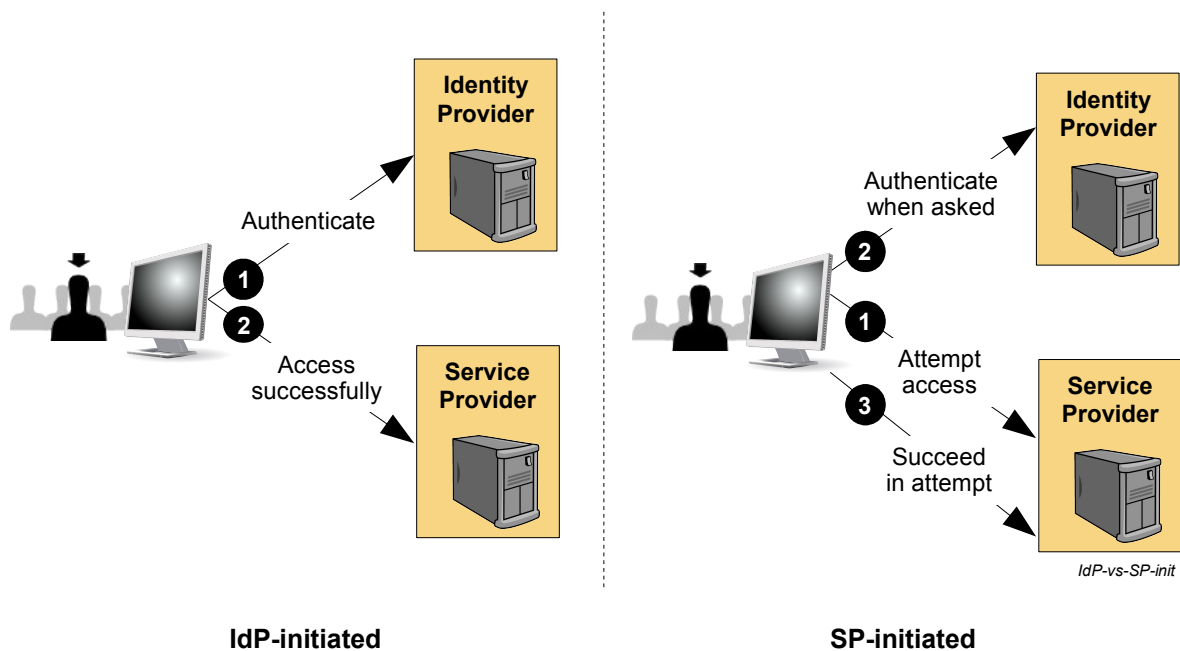 Identity
Provider
Authenticate
1
2
Access
successfully
Service
Provider
IdP-initiated
Identity
Provider
Authenticate
when asked
2
1
Attempt
access
3
Succeed
in attempt
Service
Provider
IdP-vs-SP-init
SP-initiated